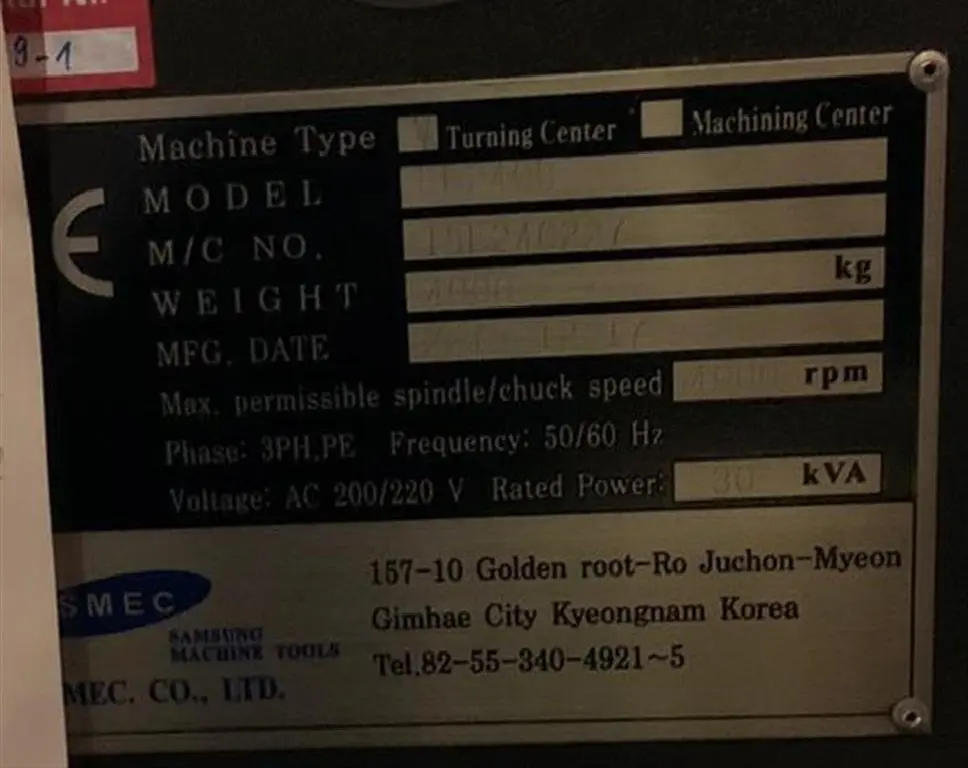 9-1
Machine Type Turning Center Machining Center
MODEL
M/C NO.
WEIGHT kg
MFG. DATE
Max. permissible spindle/chuck speed 4000 rpm
Phase: 3PH,PE Frequency: 50/60 Hz
Voltage: AC 200/220 V Rated Power: 30 kVA
SMEC
SAMSUNG
MACHINE TOOLS
MEC. CO., LTD.
157-10 Golden root-Ro Juchon-Myeon
Gimhae City Kyeongnam Korea
Tel.82-55-340-4921~5